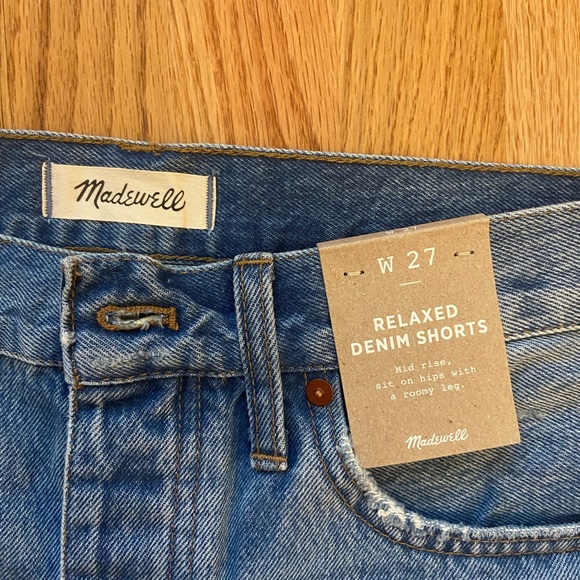 Madewell
W 27
RELAXED
DENIM SHORTS
Mid rise,
sit on hips with
a roomy leg.
Madewell